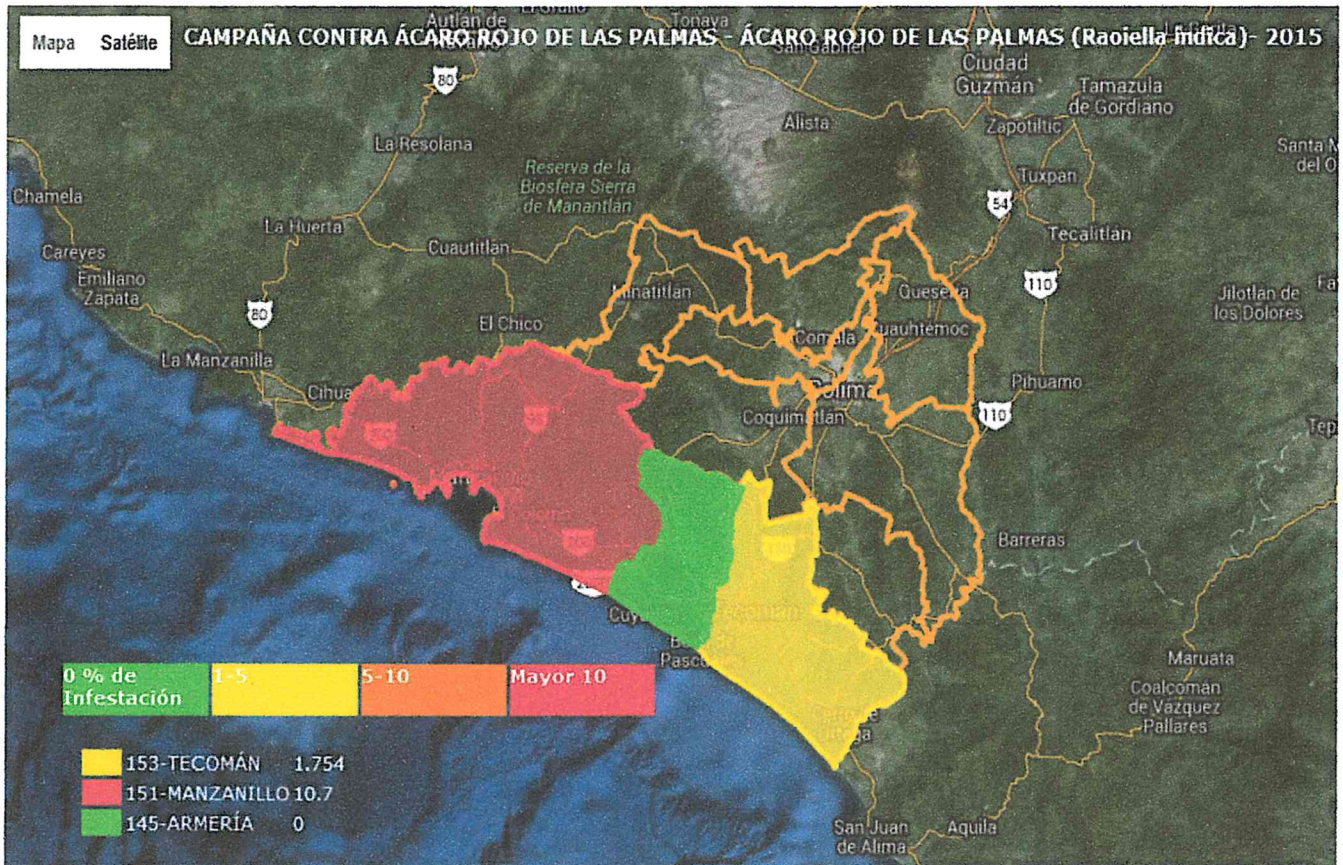 Mapa Satélite
CAMPAÑA CONTRA ÁCARO ROJO DE LAS PALMAS - ÁCARO ROJO DE LAS PALMAS (Raoiella indica)- 2015
Autlán de
Navarro
Tonaya
San Gabriel
Ciudad
Guzmán
Tamazula
de Gordiano
80
La Resolana
Alista
Zapotiltic
Reserva de la
Biosfera Sierra
de Manantlán
Tuxpan
54
Chamela
La Huerta
Cuautitlán
Tecalitlán
Careyes
Emiliano
Zapata
80
Minatitlán
Queseria
110
Jilotlán de
los Dolores
El Chico
Cuauhtémoc
Comala
La Manzanilla
Pihuamo
Coquimatlán
110
Barreras
0 % de
Infestación
1-5
5-10
Mayor 10
Maruata
Coalcomán
de Vázquez
Pallares
153-TECOMÁN 1.754
151-MANZANILLO 10.7
145-ARMERÍA 0
San Juan
de Alima
Aquila